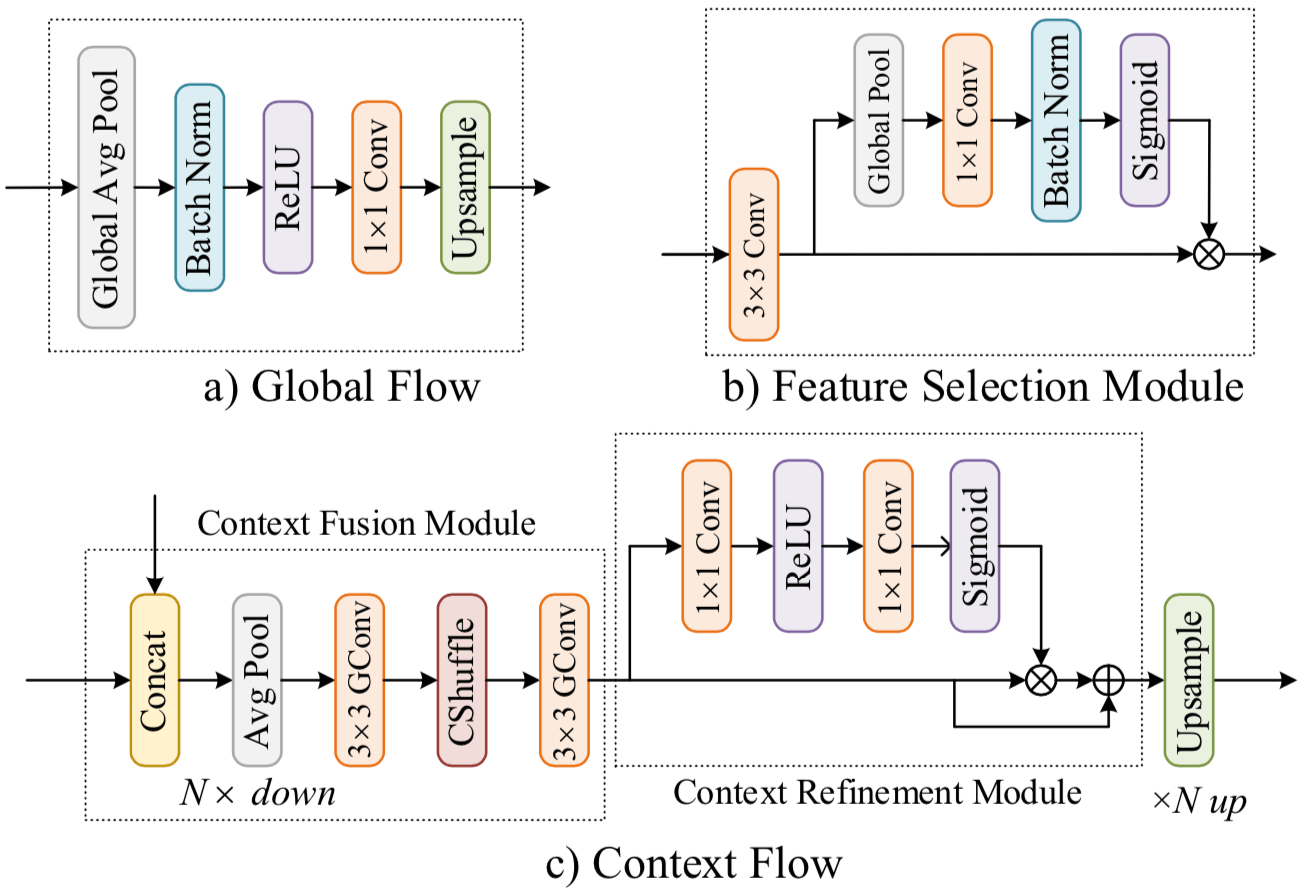 Global Avg Pool
Batch Norm
ReLU
1×1 Conv
Upsample
a) Global Flow
3×3 Conv
Global Pool
1×1 Conv
Batch Norm
Sigmoid
b) Feature Selection Module
Context Fusion Module
Concat
Avg Pool
3×3 GConv
CShuffle
3×3 GConv
N× down
1×1 Conv
ReLU
1×1 Conv
Sigmoid
Context Refinement Module
Upsample
×N up
c) Context Flow